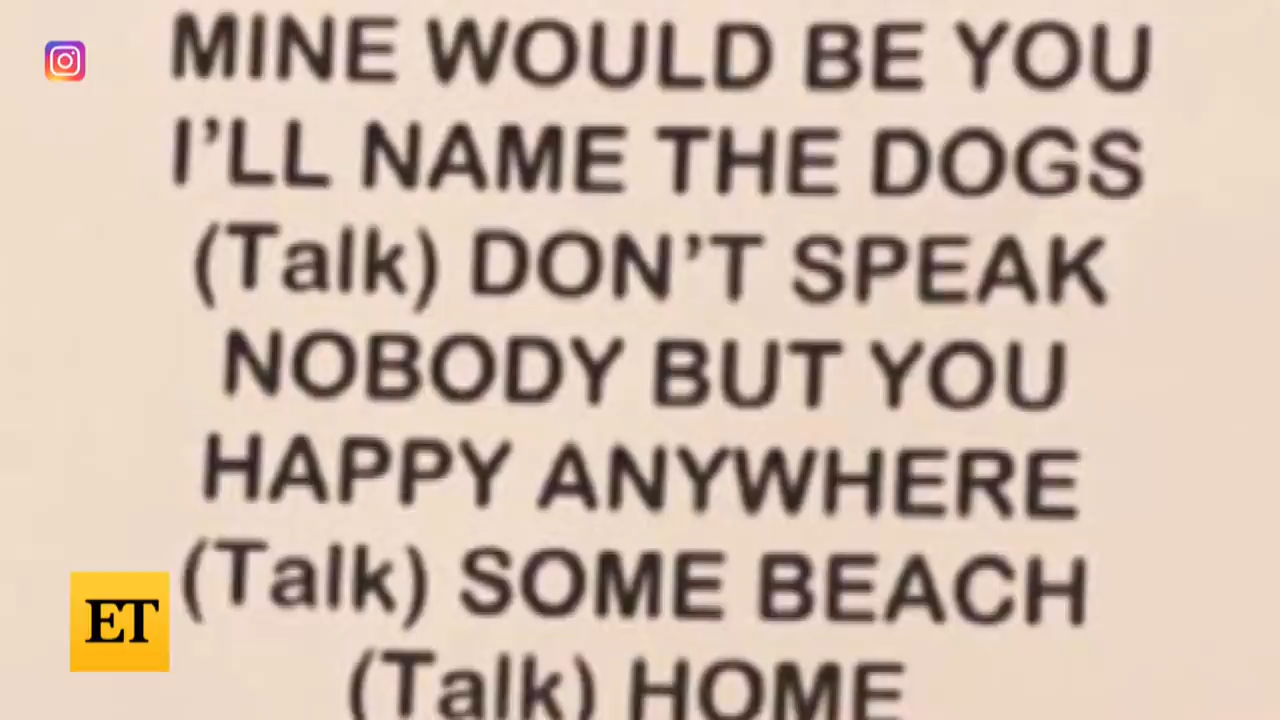 MINE WOULD BE YOU
I’LL NAME THE DOGS
(Talk) DON’T SPEAK
NOBODY BUT YOU
HAPPY ANYWHERE
(Talk) SOME BEACH
ET
(Talk) HOME